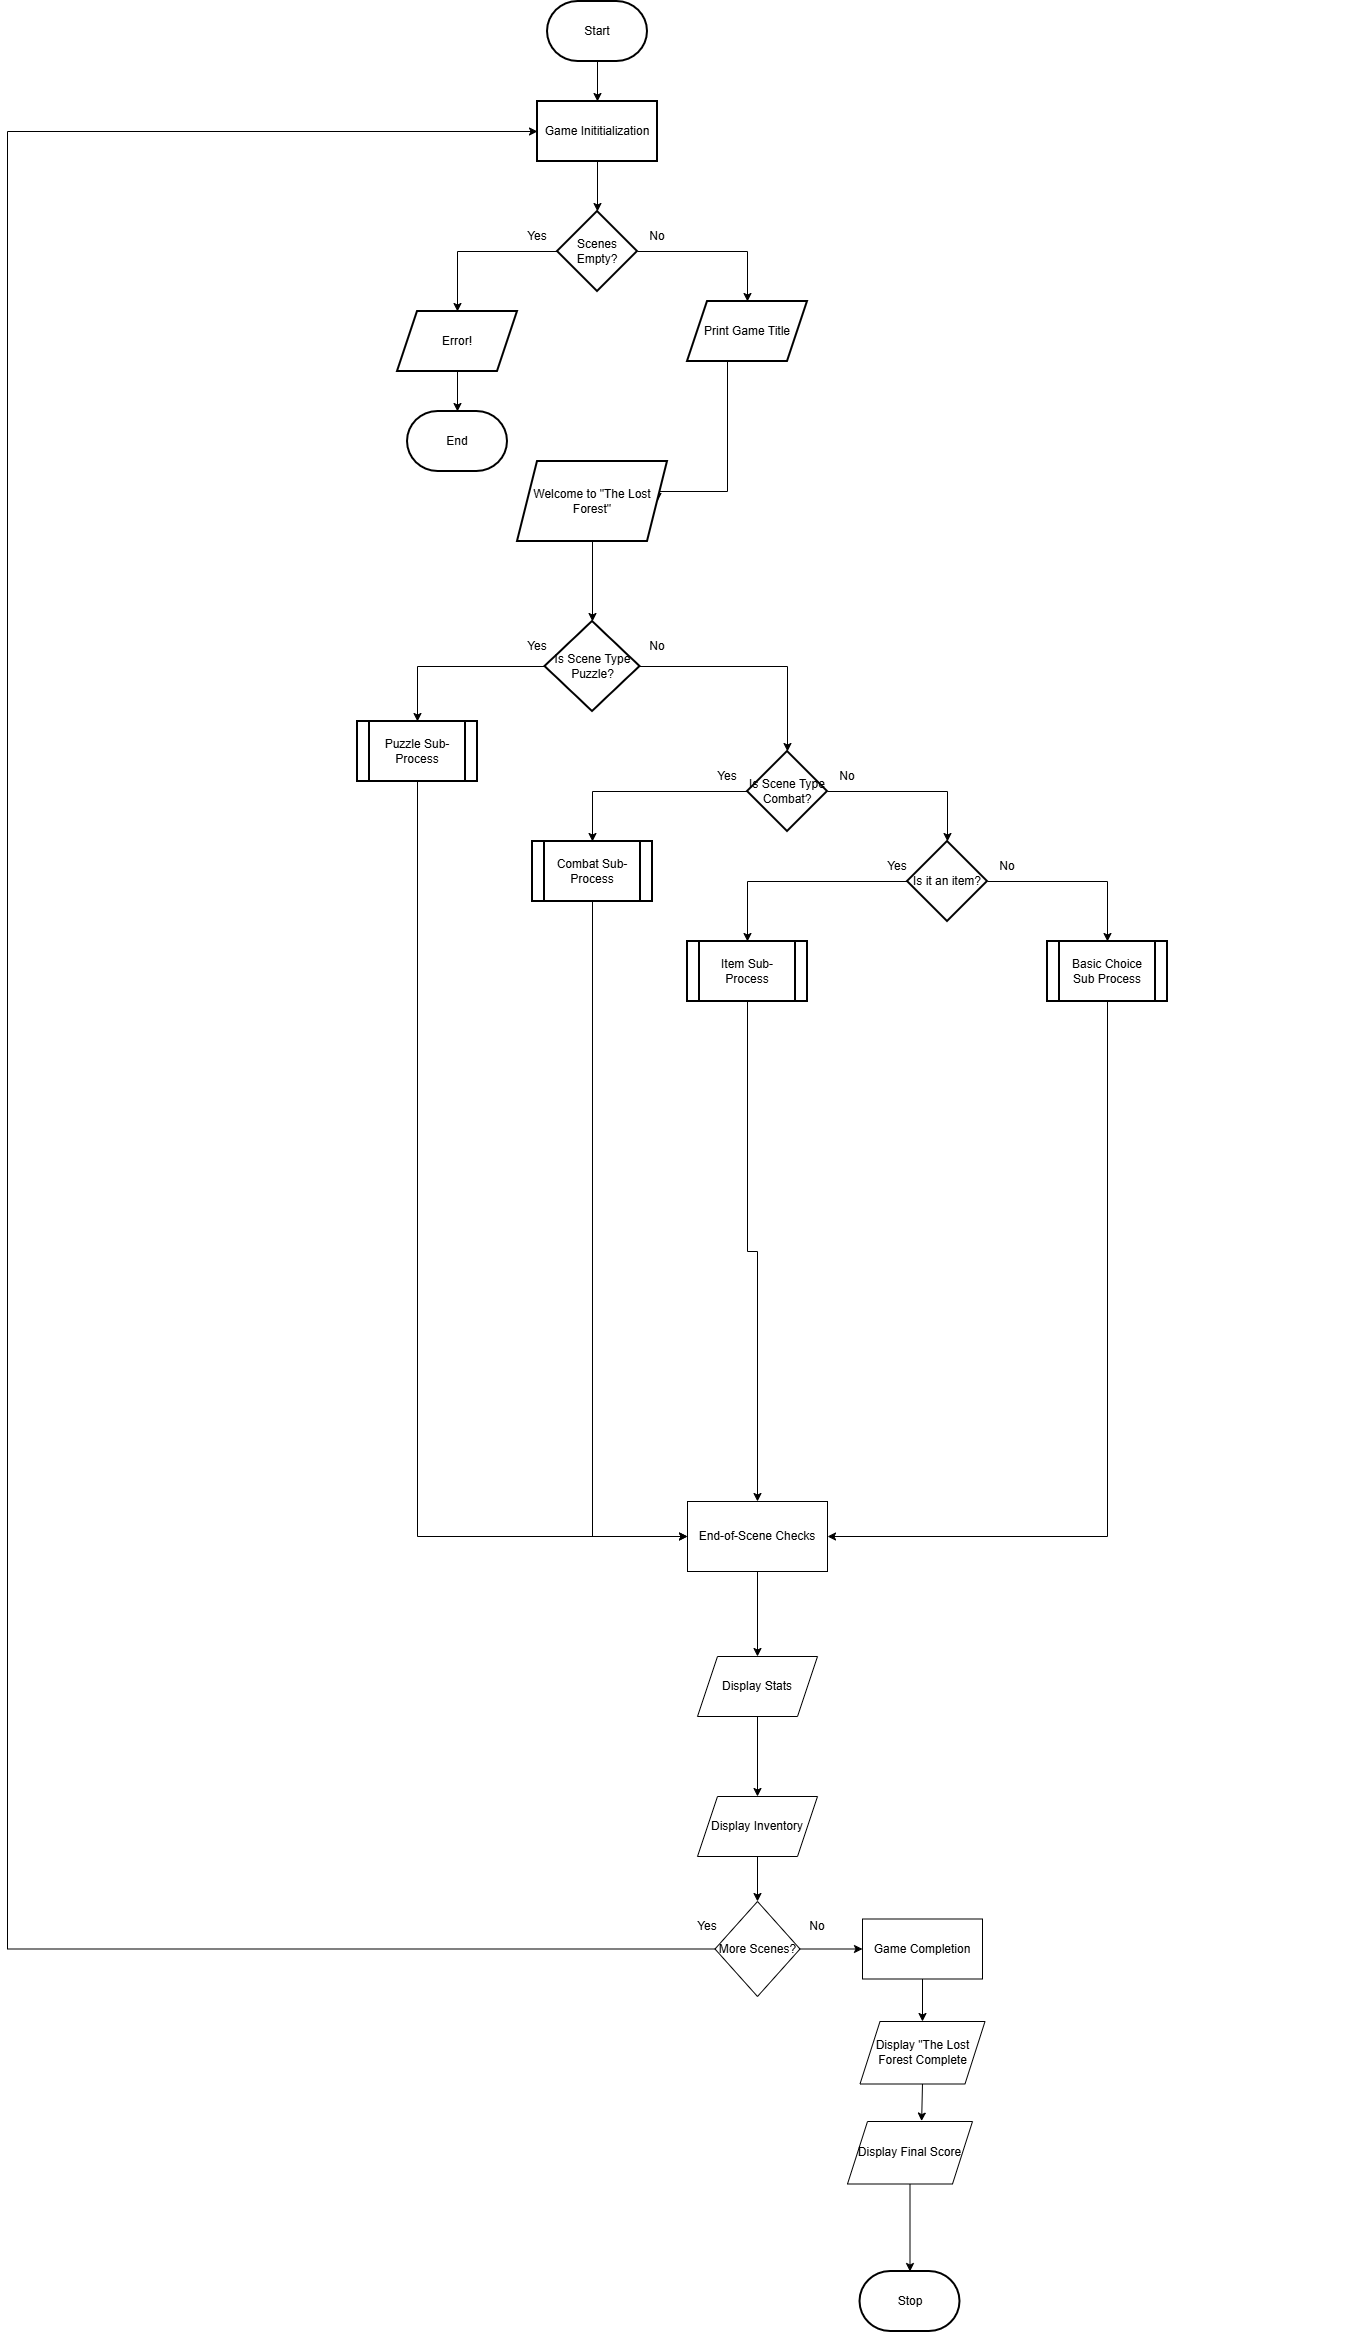 Start
Game Inititialization
Yes
No
Scenes
Empty?
Print Game Title
Error!
End
Welcome to "The Lost
Forest"
Yes
No
Is Scene Type
Puzzle?
Puzzle Sub-
Process
Yes
No
Is Scene Type
Combat?
Combat Sub-
Process
Yes
No
Is it an item?
Item Sub-
Process
Basic Choice
Sub Process
End-of-Scene Checks
Display Stats
Display Inventory
Yes
No
More Scenes?
Game Completion
Display "The Lost
Forest Complete
Display Final Score
Stop